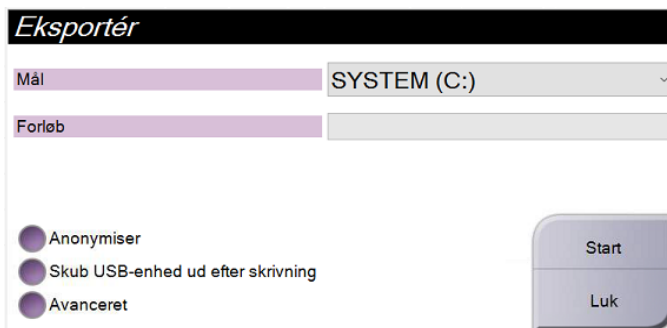 Eksportér
Mål
SYSTEM (C:)
Forløb
Anonymiser
Skub USB-enhed ud efter skrivning
Avanceret
Start
Luk